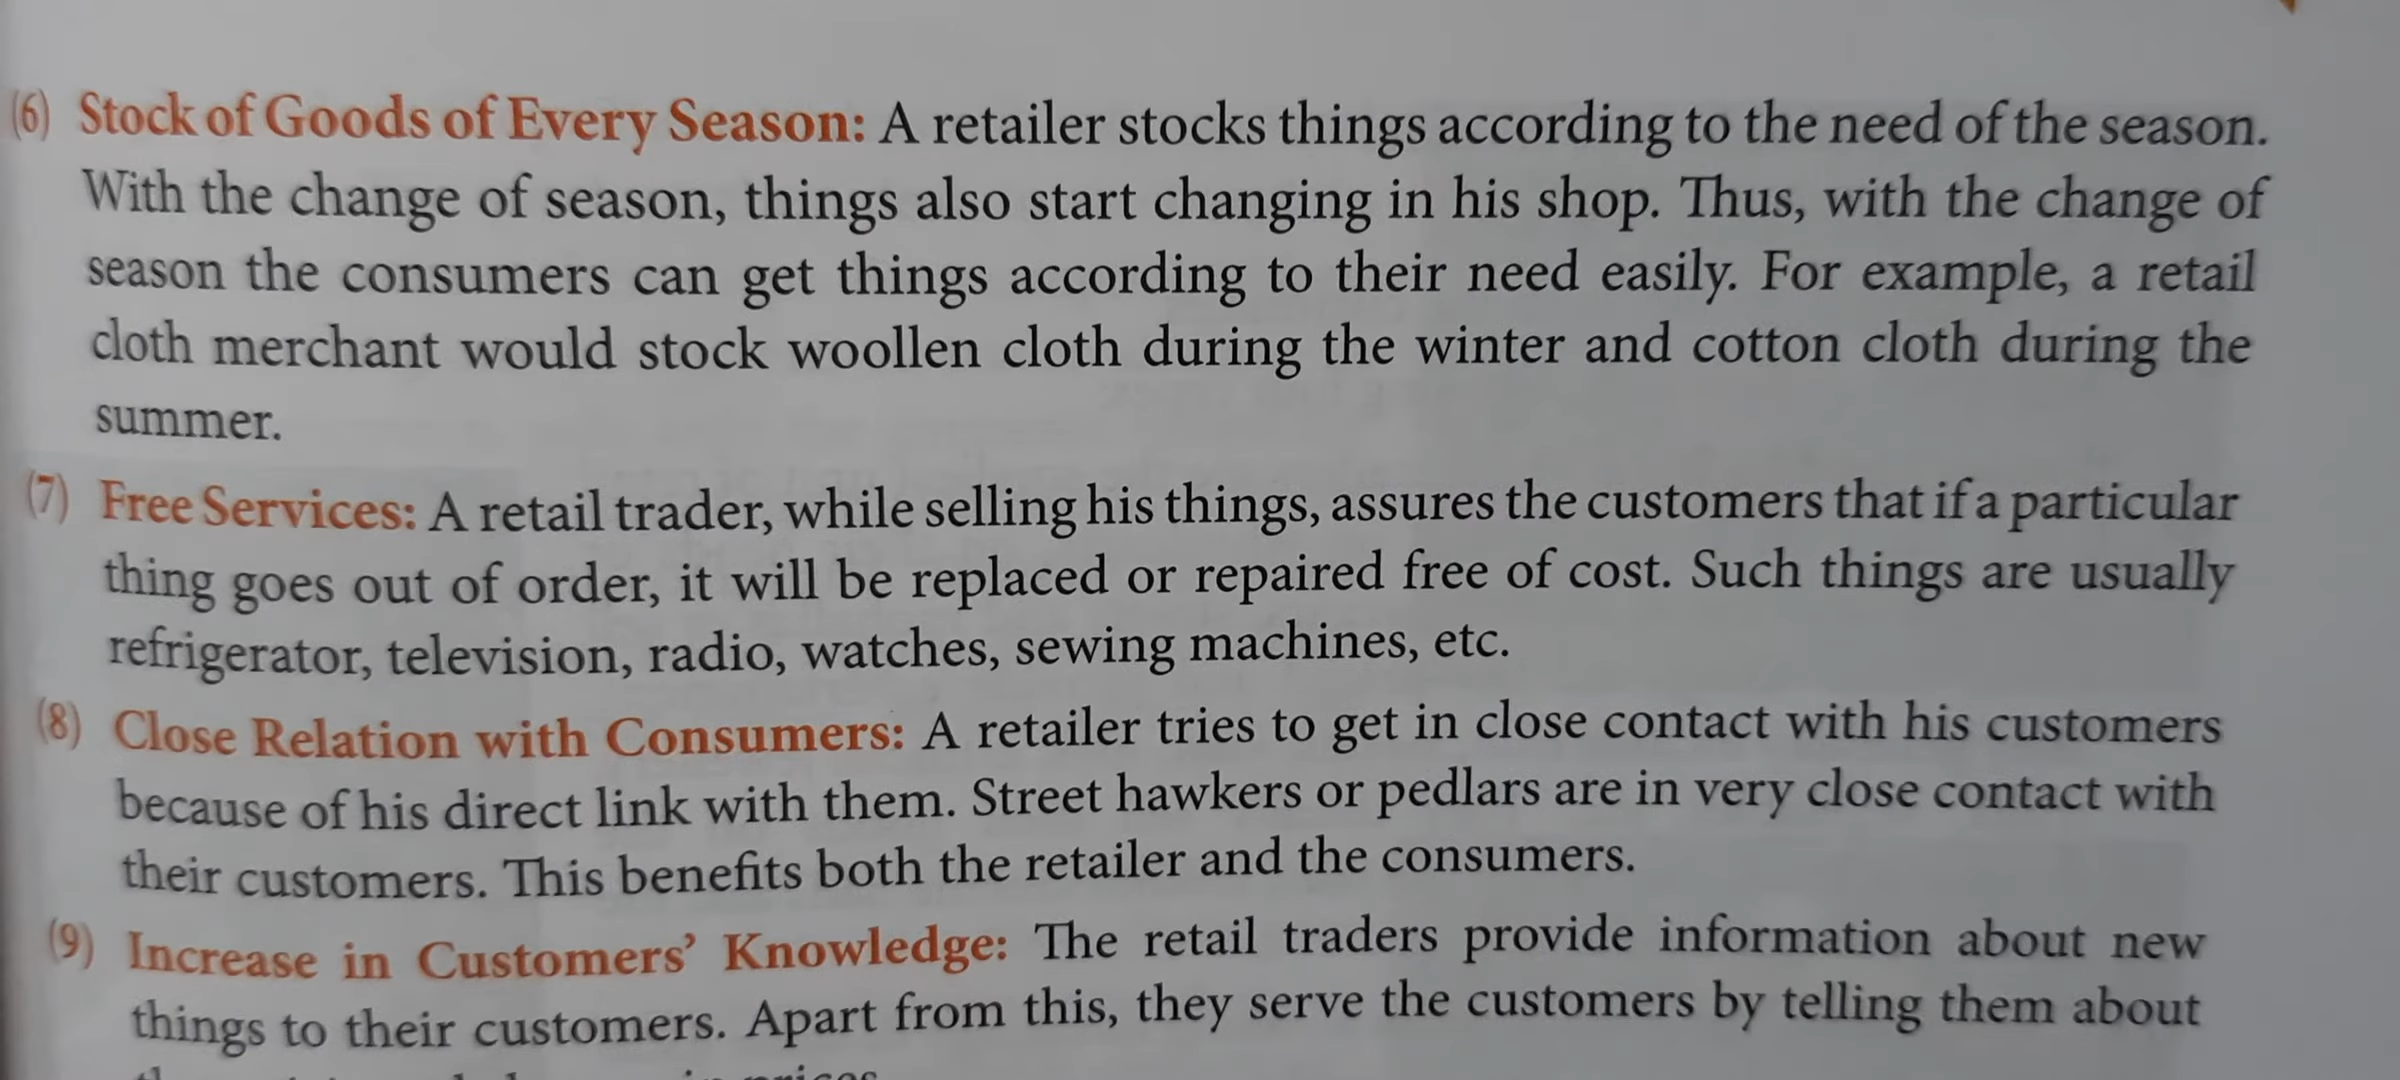 (6) Stock of Goods of Every Season: A retailer stocks things according to the need of the season.
With the change of season, things also start changing in his shop. Thus, with the change of
season the consumers can get things according to their need easily. For example, a retail
cloth merchant would stock woollen cloth during the winter and cotton cloth during the
summer.
(7) Free Services: A retail trader, while selling his things, assures the customers that if a particular
thing goes out of order, it will be replaced or repaired free of cost. Such things are usually
refrigerator, television, radio, watches, sewing machines, etc.
(8) Close Relation with Consumers: A retailer tries to get in close contact with his customers
because of his direct link with them. Street hawkers or pedlars are in very close contact with
their customers. This benefits both the retailer and the consumers.
(9) Increase in Customers’ Knowledge: The retail traders provide information about new
things to their customers. Apart from this, they serve the customers by telling them about